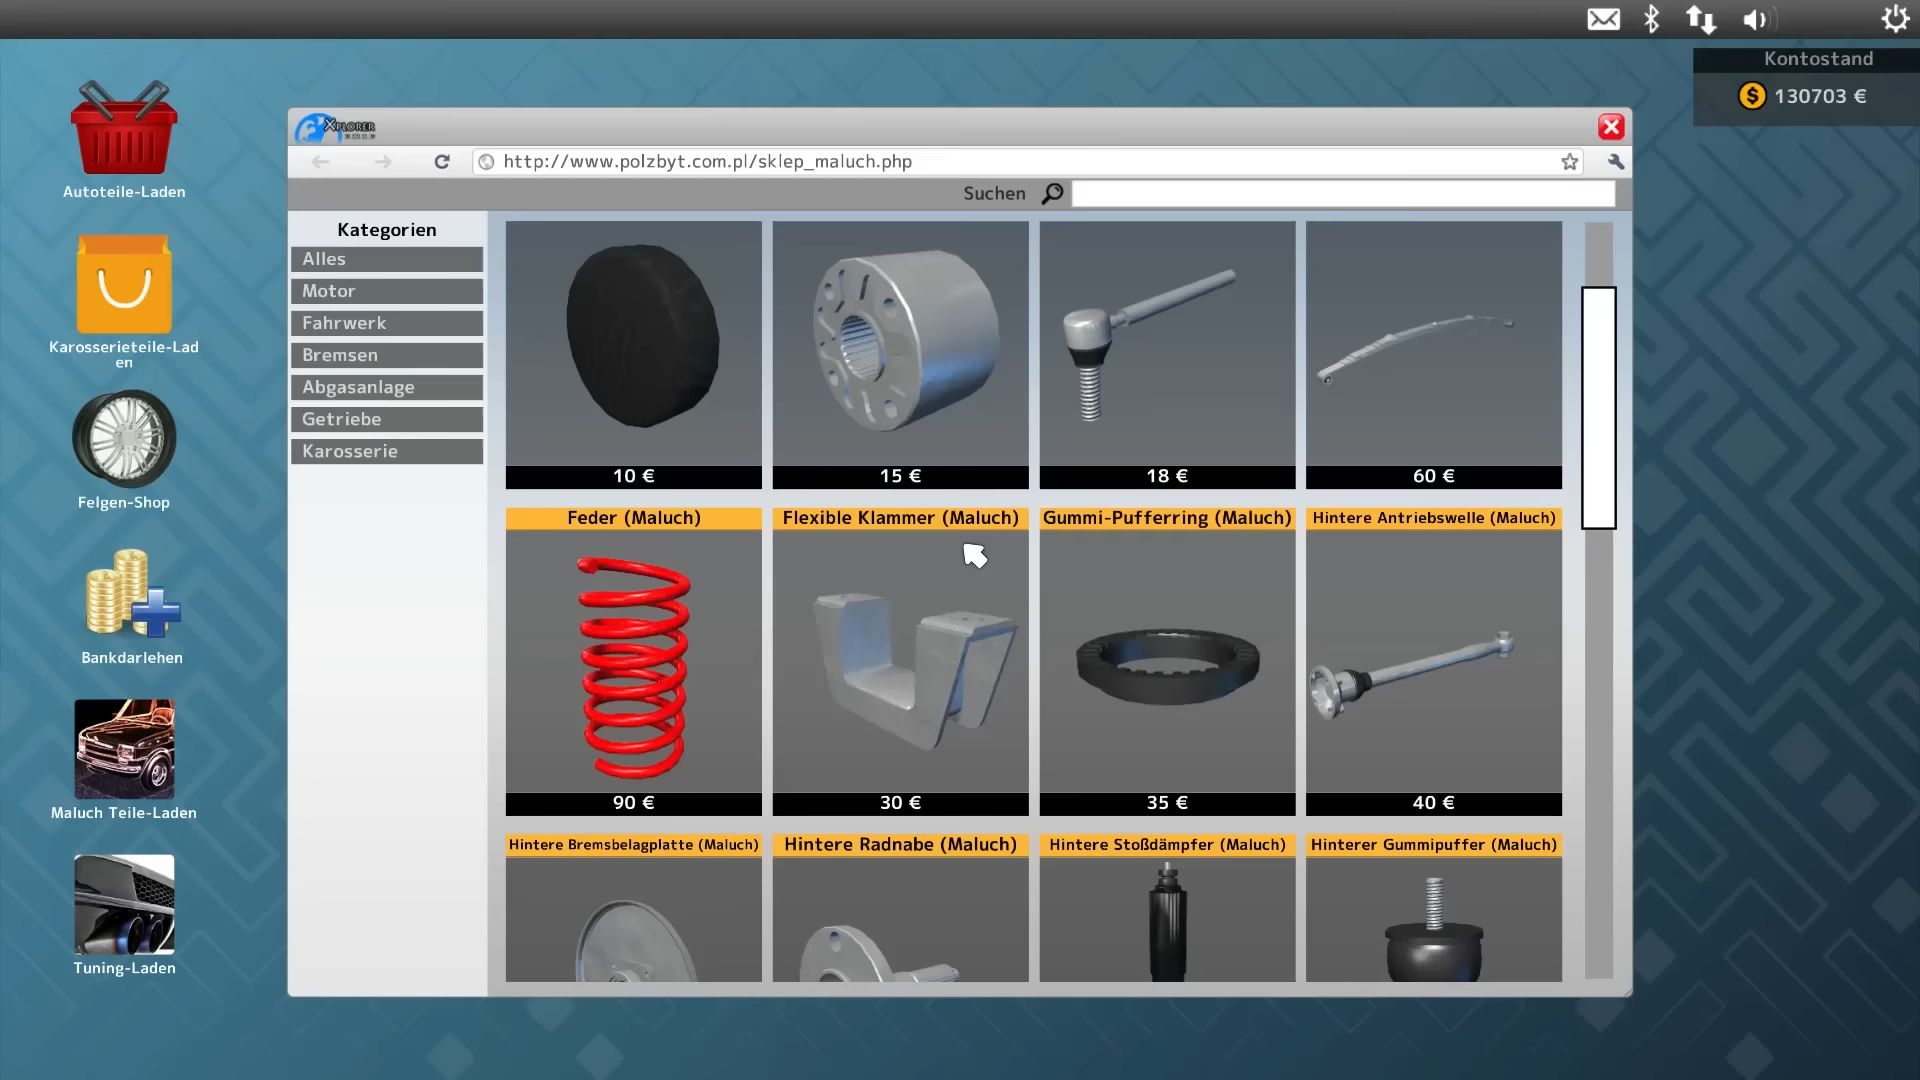 Kontostand
130703 €
Autoteile-Laden
Karosserieteile-Lad
en
Felgen-Shop
Bankdarlehen
Maluch Teile-Laden
Tuning-Laden
XPLORER
http://www.polzbyt.com.pl/sklep_maluch.php
Suchen
Kategorien
Alles
Motor
Fahrwerk
Bremsen
Abgasanlage
Getriebe
Karosserie
10 €
15 €
18 €
60 €
Feder (Maluch)
Flexible Klammer (Maluch)
Gummi-Pufferring (Maluch)
Hintere Antriebswelle (Maluch)
90 €
30 €
35 €
40 €
Hintere Bremsbelagplatte (Maluch)
Hintere Radnabe (Maluch)
Hintere Stoßdämpfer (Maluch)
Hinterer Gummipuffer (Maluch)